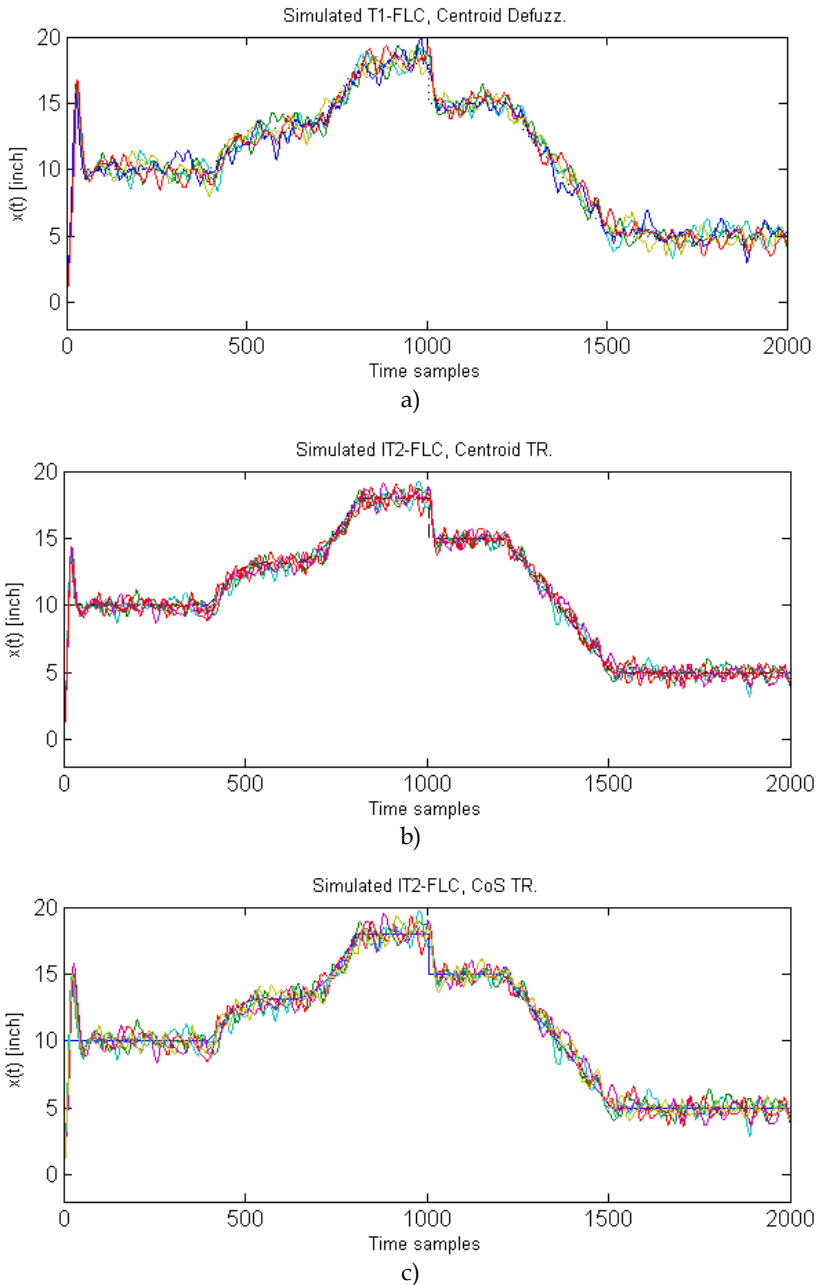 Simulated T1-FLC, Centroid Defuzz.
20
15
10
5
0
x(t) [inch]
0 500 1000 1500 2000
Time samples
a)
Simulated IT2-FLC, Centroid TR.
20
15
10
5
0
x(t) [inch]
0 500 1000 1500 2000
Time samples
b)
Simulated IT2-FLC, CoS TR.
20
15
10
5
0
x(t) [inch]
0 500 1000 1500 2000
Time samples
c)